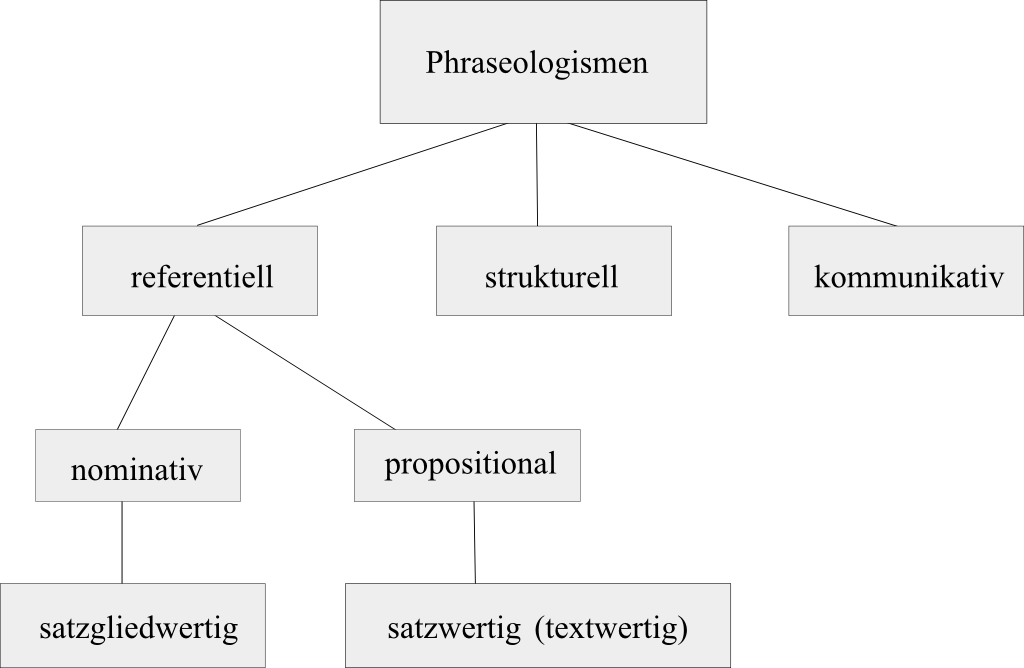 Phraseologismen
referentiell
strukturell
kommunikativ
nominativ
propositional
satzgliedwertig
satzwertig (textwertig)